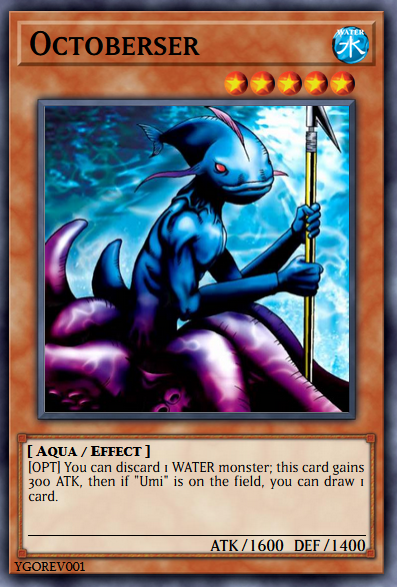 OCTOBERSER
WATER
水
[ AQUA / EFFECT ]
[OPT] You can discard 1 WATER monster; this card gains
300 ATK, then if "Umi" is on the field, you can draw 1
card.
ATK/1600 DEF/1400
YGOREV001